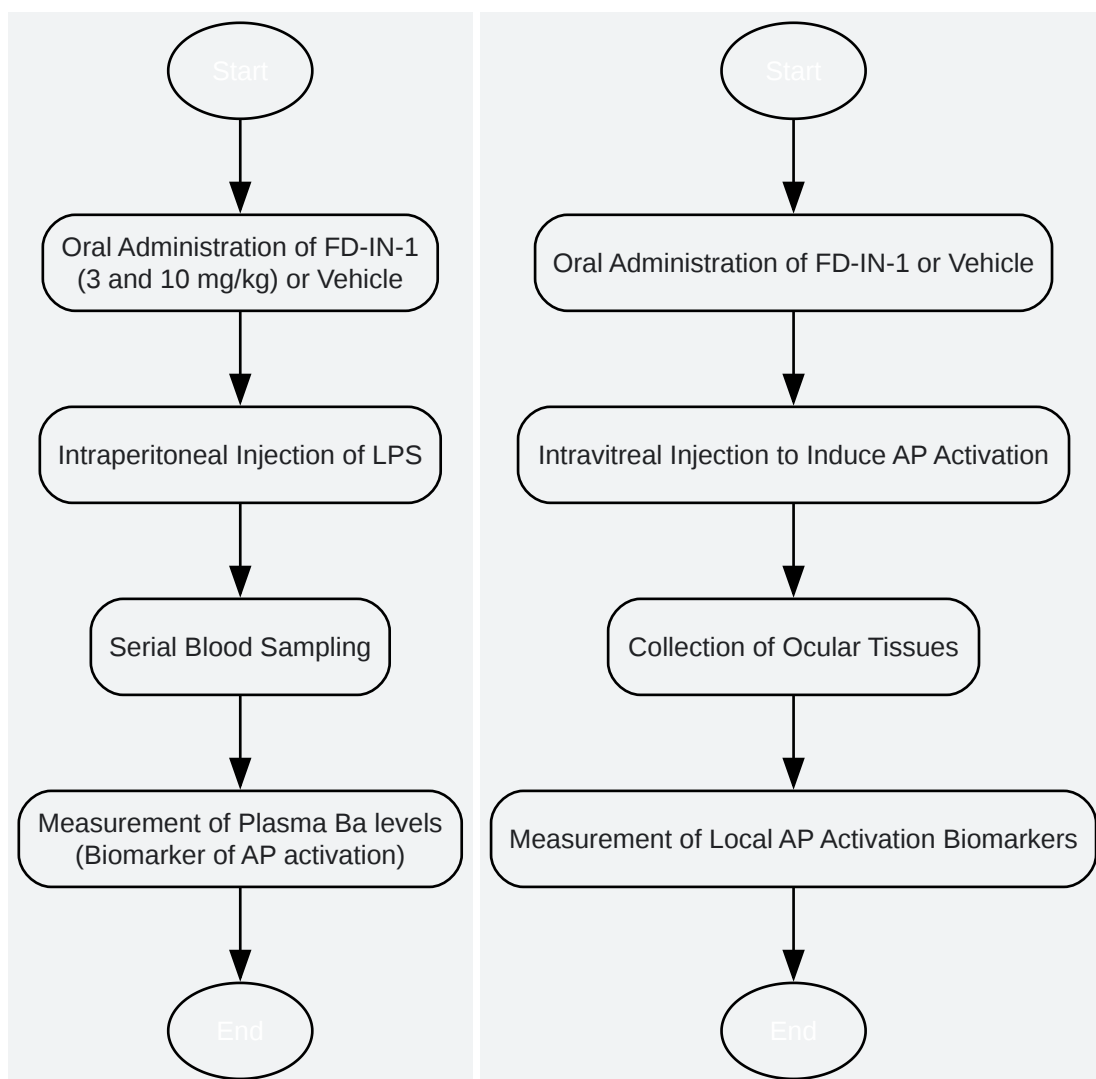 Start
Oral Administration of FD-IN-1
(3 and 10 mg/kg) or Vehicle
Intraperitoneal Injection of LPS
Serial Blood Sampling
Measurement of Plasma Ba levels
(Biomarker of AP activation)
End
Start
Oral Administration of FD-IN-1 or Vehicle
Intravitreal Injection to Induce AP Activation
Collection of Ocular Tissues
Measurement of Local AP Activation Biomarkers
End